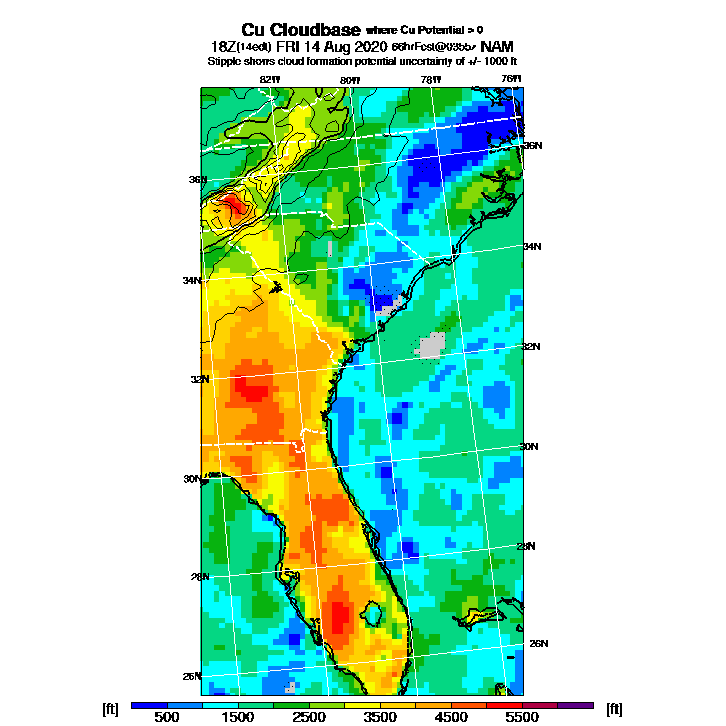 Cu Cloudbase where Cu Potential > 0
18Z(14edt) FRI 14 Aug 2020 66hrFcst@0355z NAM
Stipple shows cloud formation potential uncertainty of +/- 1000 ft
82W 80W 78W 76W
36N
36N
34N
34N
32N
32N
30N
30N
28N
28N
26N
26N
[ft] 500 1500 2500 3500 4500 5500 [ft]